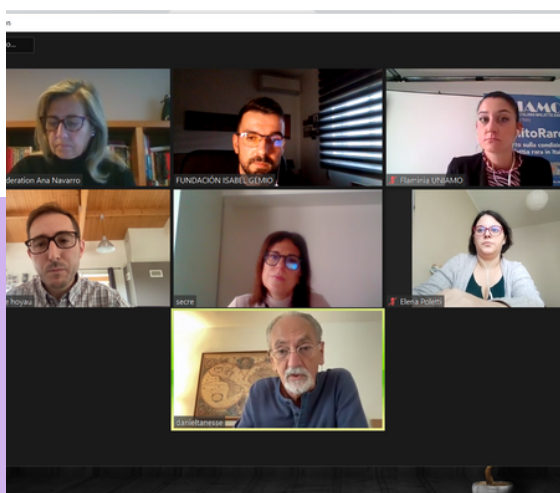 deration Ana Navarro
FUNDACIÓN ISABEL GEMIO
Flaminia UNIAMO
hoyau
secre
Elena Poletti
danieltanesse